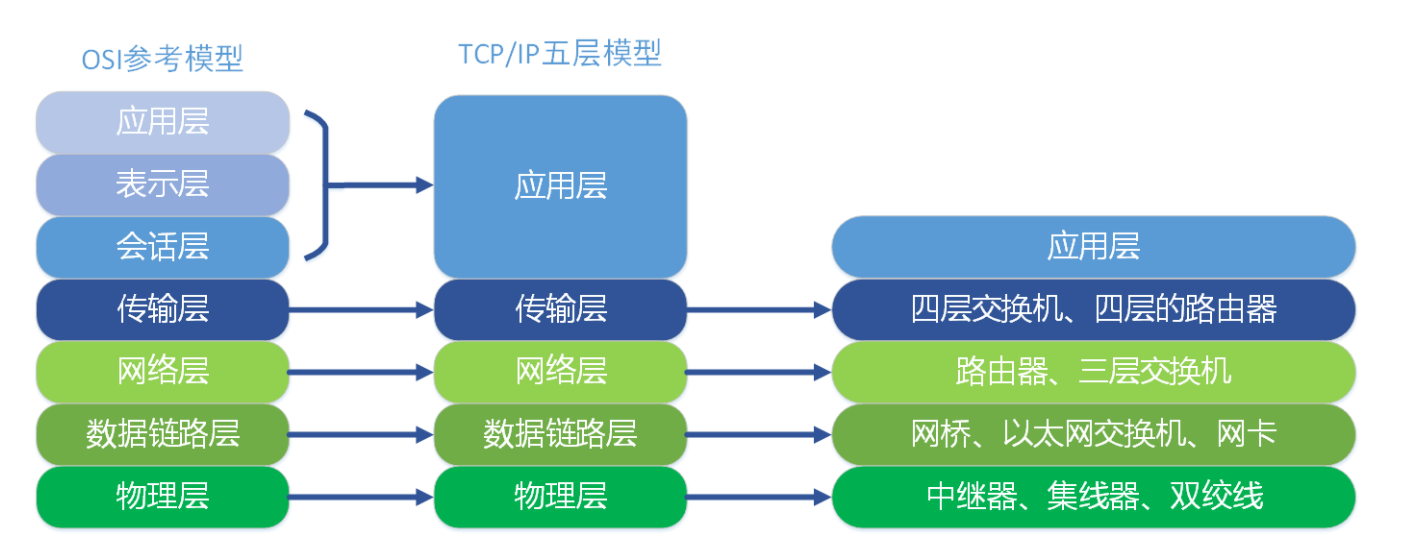 OSI参考模型
应用层
表示层
会话层
传输层
网络层
数据链路层
物理层
TCP/IP五层模型
应用层
传输层
网络层
数据链路层
物理层
应用层
四层交换机、四层的路由器
路由器、三层交换机
网桥、以太网交换机、网卡
中继器、集线器、双绞线